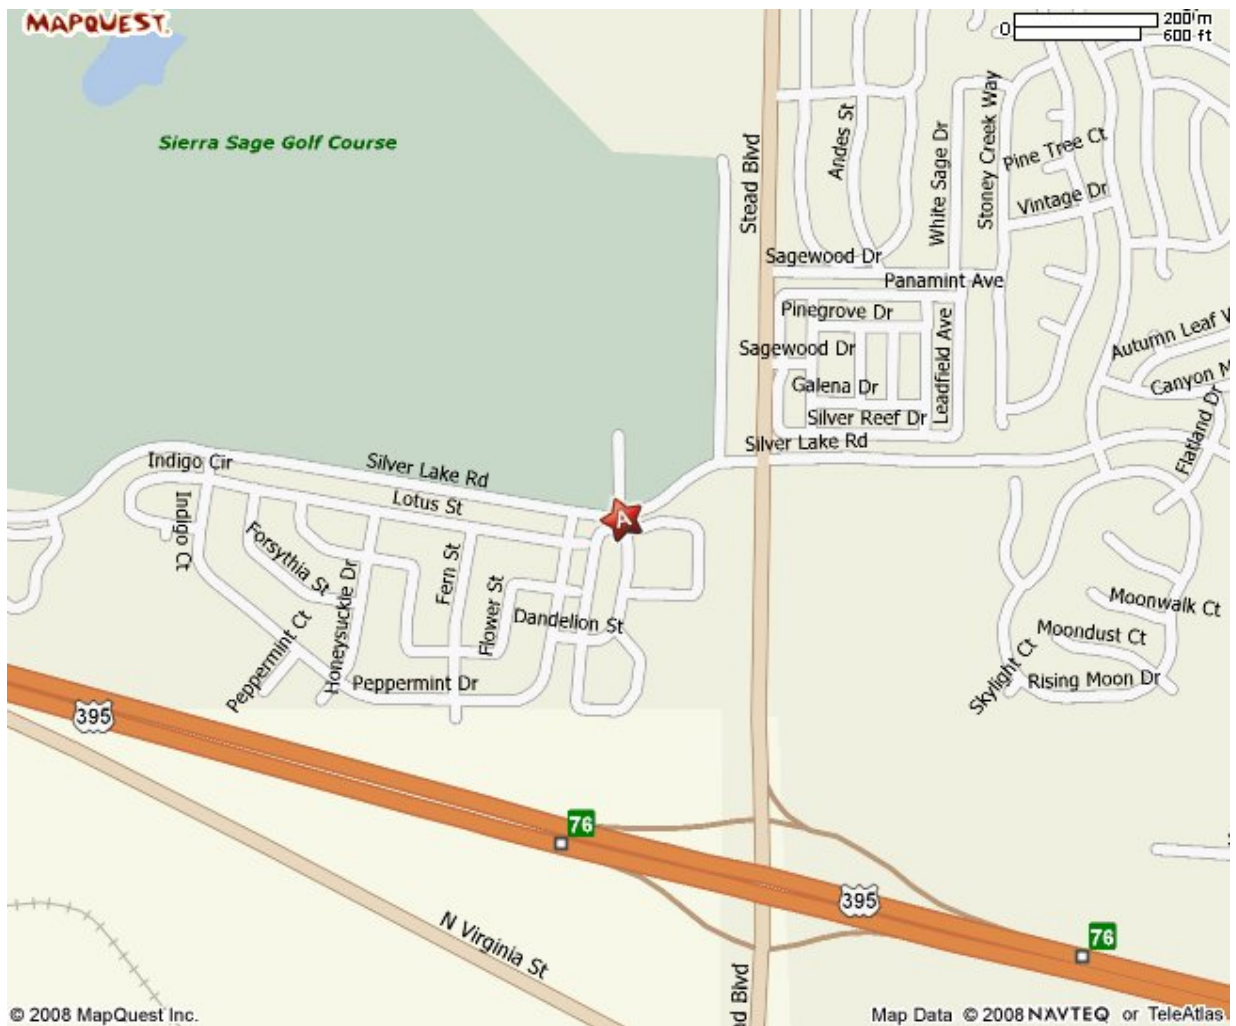 MAPQUEST.
0
200 m
600 ft
Sierra Sage Golf Course
Stead Blvd
Andes St
White Sage Dr
Stoney Creek Way
Pine Tree Ct
Vintage Dr
Sagewood Dr
Panamint Ave
Pinegrove Dr
Sagewood Dr
Leadfield Ave
Autumn Leaf
Galena Dr
Canyon
Silver Reef Dr
Flatland Dr
Silver Lake Rd
Indigo Cir
Silver Lake Rd
Lotus St
A
Indigo Ct
Forsythia St
Honeysuckle Dr
Fern St
Flower St
Dandelion St
Peppermint Ct
Peppermint Dr
Moonwalk Ct
Moondust Ct
Skylight Ct
Rising Moon Dr
395
76
395
76
N Virginia St
d Blvd
© 2008 MapQuest Inc.
Map Data © 2008 NAVTEQ or TeleAtlas